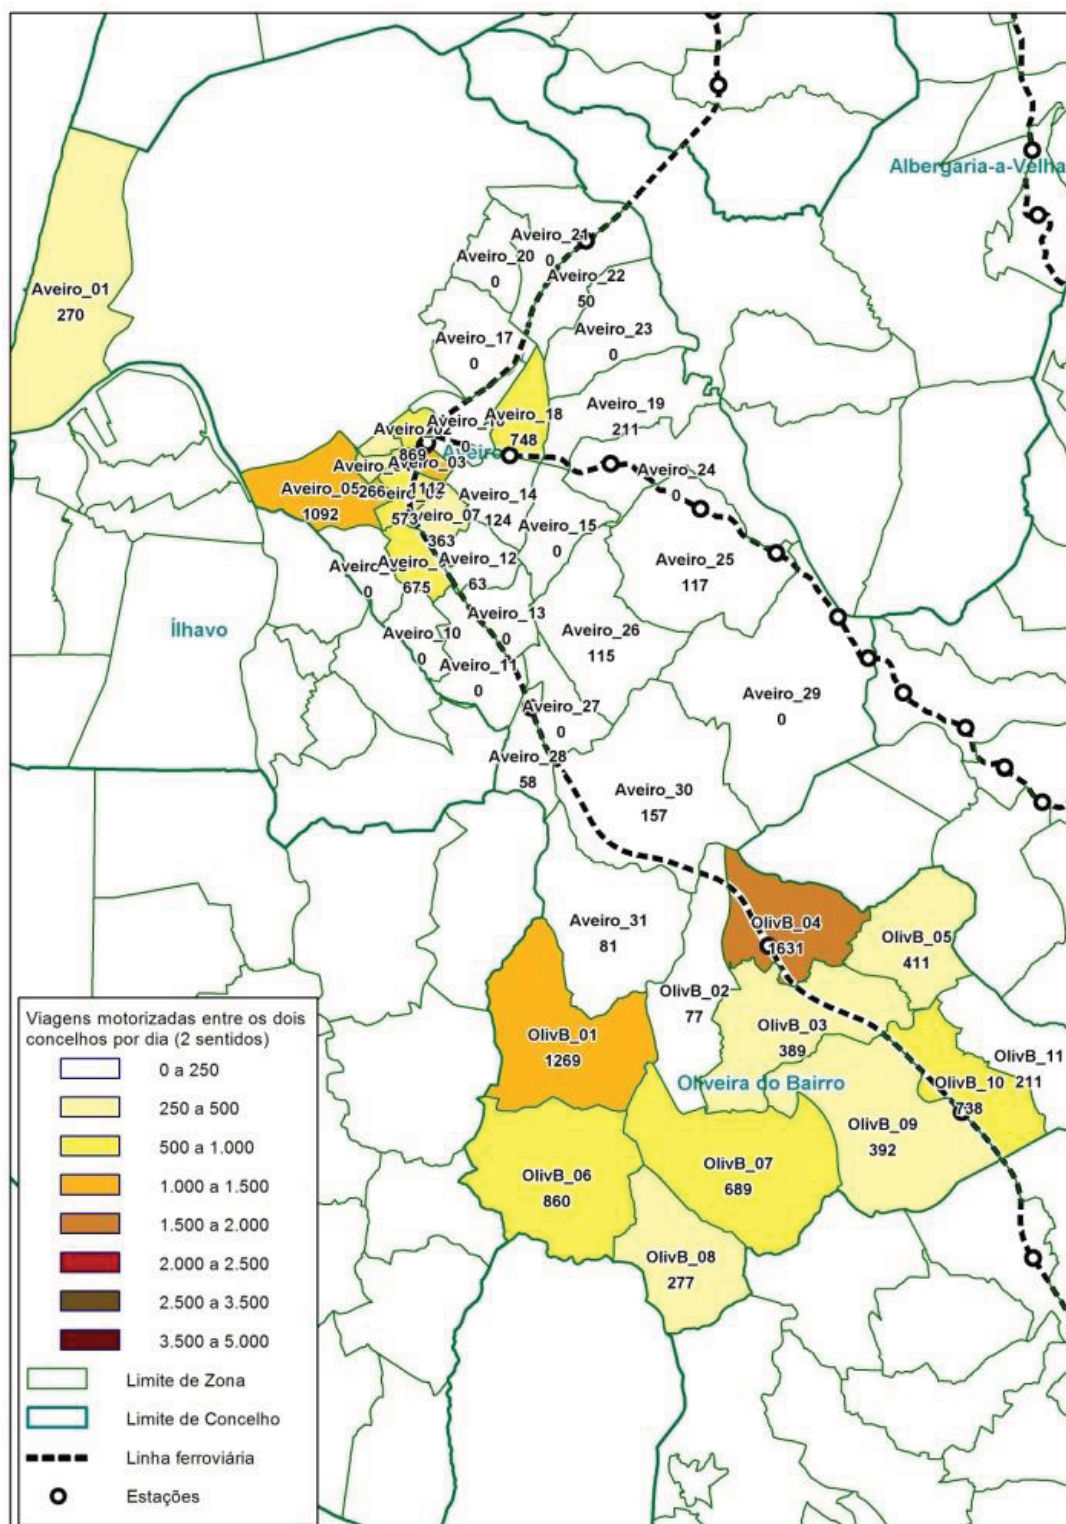 Albergaria-a-Velha
Aveiro_21
0
Aveiro_20
0
Aveiro_22
50
Aveiro_01
270
Aveiro_23
0
Aveiro_17
0
Aveiro_19
211
Aveiro_18
748
Aveiro_02
869
0
Aveiro
Aveiro_03
1112
Aveiro_24
0
Aveiro_05
1092
266
573
Aveiro_14
124
Aveiro_07
363
Aveiro_15
0
Aveiro_12
63
Aveiro_25
117
0
675
Ílhavo
Aveiro_13
0
Aveiro_10
0
Aveiro_26
115
Aveiro_11
0
Aveiro_29
0
Aveiro_27
0
Aveiro_28
58
Aveiro_30
157
Aveiro_31
81
OlivB_04
1631
OlivB_05
411
OlivB_02
77
OlivB_03
389
OlivB_01
1269
OlivB_11
211
Oliveira do Bairro
OlivB_10
738
OlivB_09
392
OlivB_06
860
OlivB_07
689
OlivB_08
277
Viagens motorizadas entre os dois
concelhos por dia (2 sentidos)
0 a 250
250 a 500
500 a 1.000
1.000 a 1.500
1.500 a 2.000
2.000 a 2.500
2.500 a 3.500
3.500 a 5.000
Limite de Zona
Limite de Concelho
Linha ferroviária
Estações